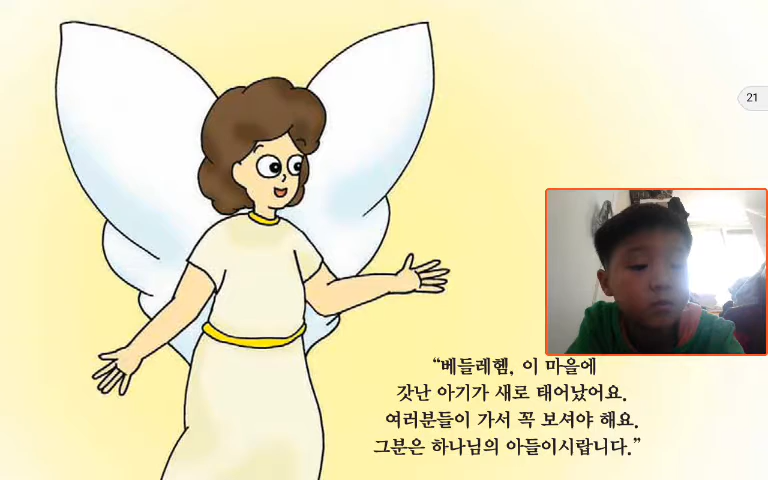 21
“베들레헴, 이 마을에
갓난 아기가 새로 태어났어요.
여러분들이 가서 꼭 보셔야 해요.
그분은 하나님의 아들이시랍니다.”